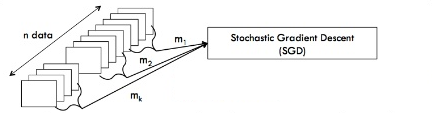 n data
m1
m2
mk
Stochastic Gradient Descent
(SGD)